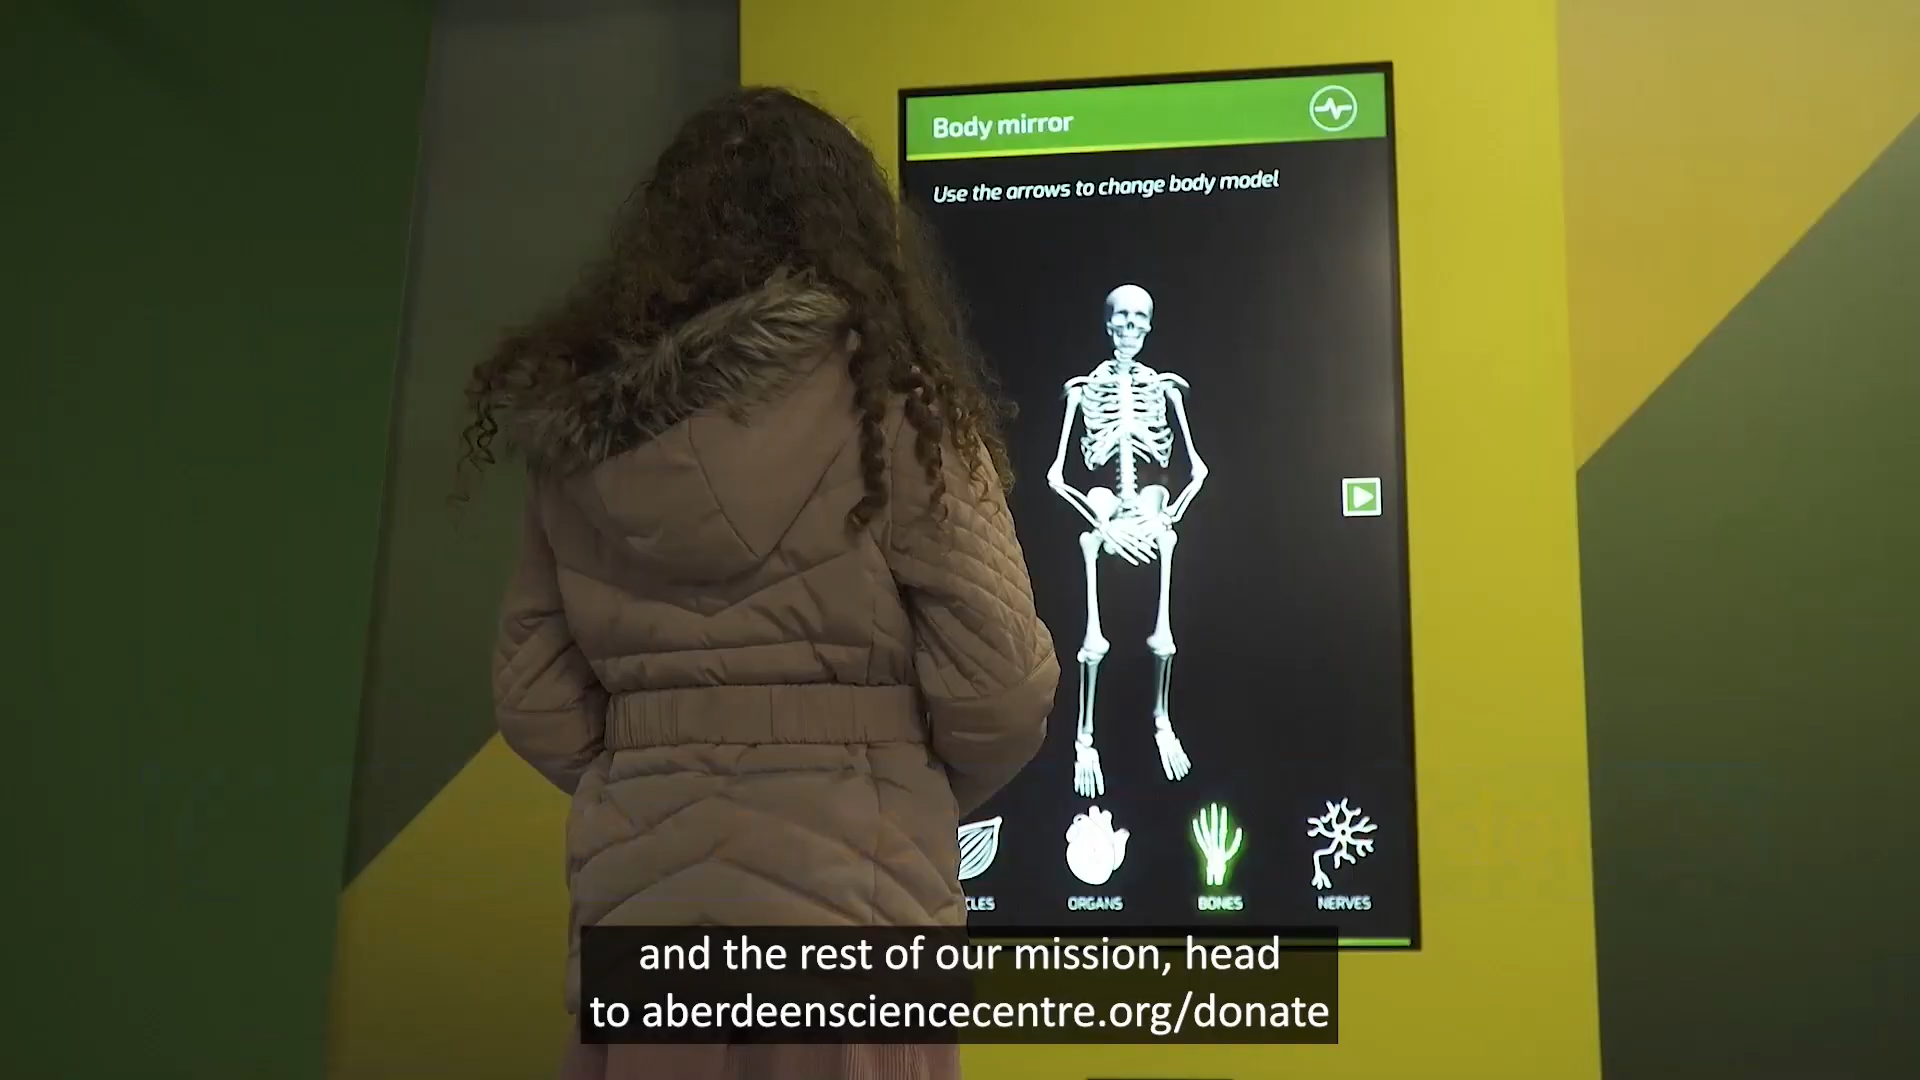 Body mirror
Use the arrows to change body model
ORGANS
BONES
NERVES
and the rest of our mission, head
to aberdeensciencecentre.org/donate